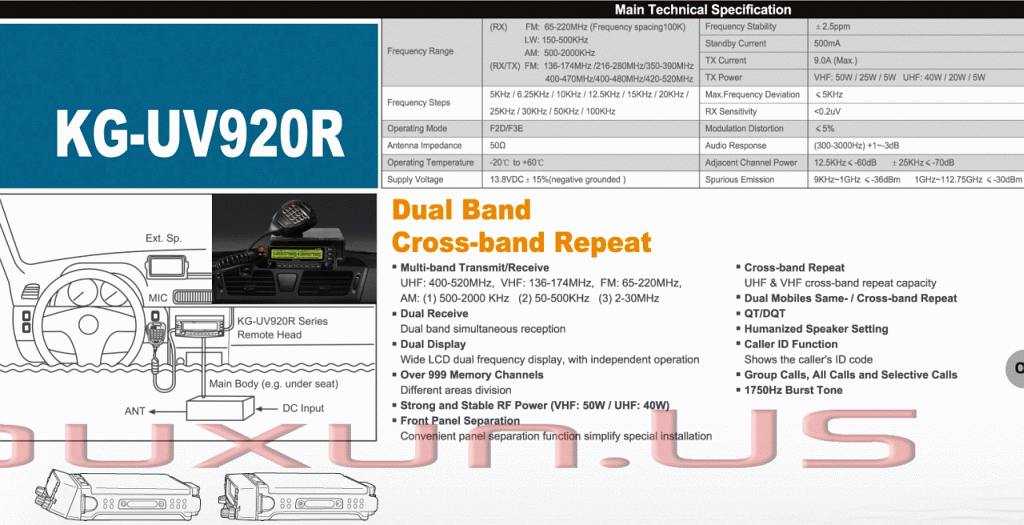 Main Technical Specification
KG-UV920R
Frequency Range
(RX) FM: 65-220MHz (Frequency spacing100K)
LW: 150-500KHz
AM: 500-2000KHz
(RX/TX) FM: 136-174MHz /216-280MHz/350-390MHz
400-470MHz/400-480MHz/420-520MHz
Frequency Steps
5KHz / 6.25KHz / 10KHz / 12.5KHz / 15KHz / 20KHz /
25KHz / 30KHz / 50KHz / 100KHz
Operating Mode F2D/F3E
Antenna Impedance 50Ω
Operating Temperature -20℃ to +60℃
Supply Voltage 13.8VDC ± 15%(negative grounded )
Frequency Stability ± 2.5ppm
Standby Current 500mA
TX Current 9.0A (Max.)
TX Power VHF: 50W / 25W / 5W UHF: 40W / 20W / 5W
Max.Frequency Deviation ⩽ 5KHz
RX Sensitivity <0.2uV
Modulation Distortion ⩽ 5%
Audio Response (300-3000Hz) +1~-3dB
Adjacent Channel Power 12.5KHz ⩽ -60dB ± 25KHz ⩽ -70dB
Spurious Emission 9KHz~1GHz ⩽ -36dBm 1GHz~112.75GHz ⩽ -30dBm
Ext. Sp.
MIC
KG-UV920R Series
Remote Head
Main Body (e.g. under seat)
ANT
DC Input
Dual Band
Cross-band Repeat
▪ Multi-band Transmit/Receive
UHF: 400-520MHz, VHF: 136-174MHz, FM: 65-220MHz,
AM: (1) 500-2000 KHz (2) 50-500KHz (3) 2-30MHz
▪ Dual Receive
Dual band simultaneous reception
▪ Dual Display
Wide LCD dual frequency display, with independent operation
▪ Over 999 Memory Channels
Different areas division
▪ Strong and Stable RF Power (VHF: 50W / UHF: 40W)
▪ Front Panel Separation
Convenient panel separation function simplify special installation
▪ Cross-band Repeat
UHF & VHF cross-band repeat capacity
▪ Dual Mobiles Same- / Cross-band Repeat
▪ QT/DQT
▪ Humanized Speaker Setting
▪ Caller ID Function
Shows the caller's ID code
▪ Group Calls, All Calls and Selective Calls
▪ 1750Hz Burst Tone
ouxun.us